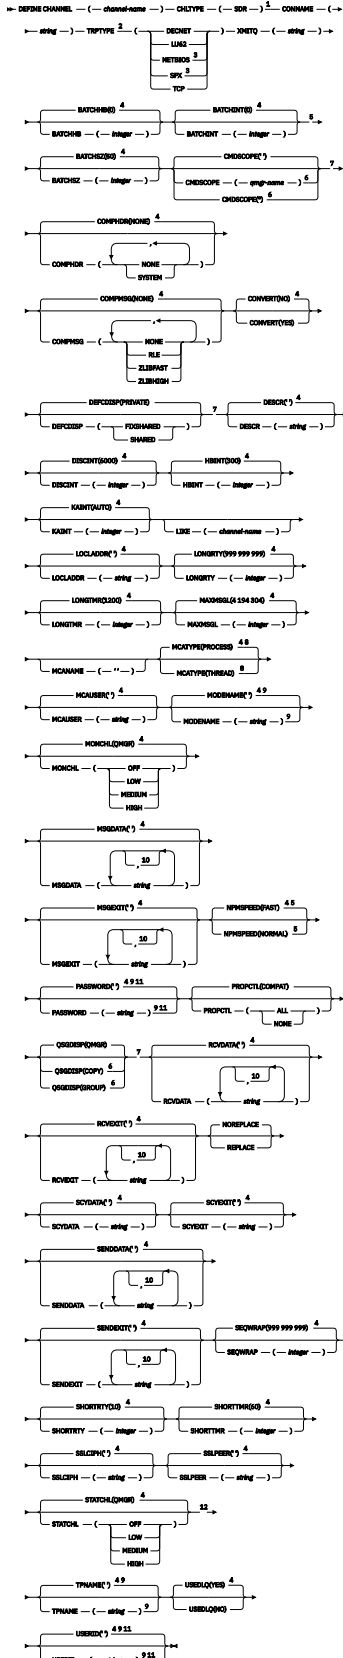 DEFINE CHANNEL ( channel-name ) CHLTYPE ( SDR ) 1 CONNAME (
string ) TRPTYPE 2 ( DECNET ) XMITQ ( string )
LU62
NETBIOS 3
SPX 3
TCP
BATCHHB(0) 4 BATCHINT(0) 4
BATCHHB ( integer ) BATCHINT ( integer ) 5
BATCHSZ(50) 4 CMDSCOPE(' ')
BATCHSZ ( integer ) CMDSCOPE ( qmgr-name ) 6 7
CMDSCOPE(*) 6
COMPHDR(NONE) 4
,
COMPHDR ( NONE )
SYSTEM
COMPMSG(NONE) 4 CONVERT(NO) 4
, CONVERT(YES)
COMPMSG ( NONE )
RLE
ZLIBFAST
ZLIBHIGH
DEFCDISP(PRIVATE) 7 DESCR(' ') 4
DEFCDISP ( FIXSHARED ) DESCR ( string )
SHARED
DISCINT(6000) 4 HBINT(300) 4
DISCINT ( integer ) HBINT ( integer )
KAINT(AUTO) 4
KAINT ( integer ) LIKE ( channel-name )
LOCLADDR(' ') 4 LONGRTY(999 999 999) 4
LOCLADDR ( string ) LONGRTY ( integer )
LONGTMR(1200) 4 MAXMSGL(4 194 304) 4
LONGTMR ( integer ) MAXMSGL ( integer )
MCATYPE(PROCESS) 4 8
MCANAME ( ' ' ) MCATYPE(THREAD) 8
MCAUSER(' ') 4 MODENAME(' ') 4 9
MCAUSER ( string ) MODENAME ( string ) 9
MONCHL(QMGR) 4
MONCHL ( OFF )
LOW
MEDIUM
HIGH
MSGDATA(' ') 4
, 10
MSGDATA ( string )
MSGEXIT(' ') 4 NPMSPEED(FAST) 4 5
, 10 NPMSPEED(NORMAL) 5
MSGEXIT ( string )
PASSWORD(' ') 4 9 11 PROPCTL(COMPAT)
PASSWORD ( string ) 9 11 PROPCTL ( ALL )
NONE
QSGDISP(QMGR) 7 RCVDATA(' ') 4
QSGDISP(COPY) 6 , 10
QSGDISP(GROUP) 6 RCVDATA ( string )
RCVEXIT(' ') 4 NOREPLACE
, 10 REPLACE
RCVEXIT ( string )
SCYDATA(' ') 4 SCYEXIT(' ') 4
SCYDATA ( string ) SCYEXIT ( string )
SENDDATA(' ') 4
, 10
SENDDATA ( string )
SENDEXIT(' ') 4 SEQWRAP(999 999 999) 4
, 10 SEQWRAP ( integer )
SENDEXIT ( string )
SHORTRTY(10) 4 SHORTTMR(60) 4
SHORTRTY ( integer ) SHORTTMR ( integer )
SSLCIPH(' ') 4 SSLPEER(' ') 4
SSLCIPH ( string ) SSLPEER ( string )
STATCHL(QMGR) 4 12
STATCHL ( OFF )
LOW
MEDIUM
HIGH
TPNAME(' ') 4 9 USEDLQ(YES) 4
TPNAME ( string ) 9 USEDLQ(NO)
USERID(' ') 4 9 11
9 11